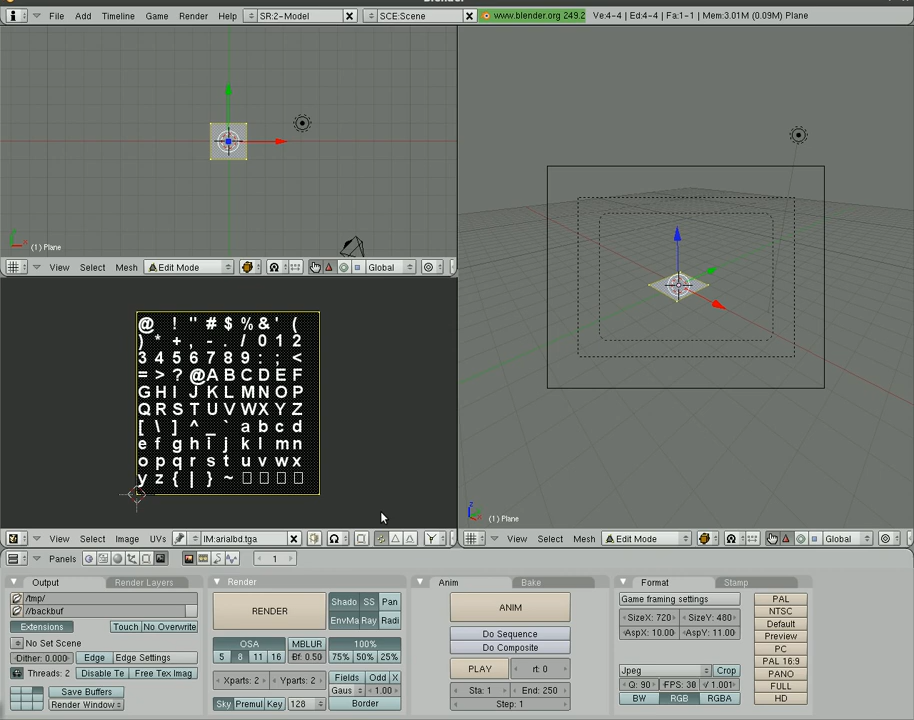 File Add Timeline Game Render Help SR:2-Model SCE:Scene www.blender.org 249.2 Ve:4-4 | Ed:4-4 | Fa:1-1 | Mem:3.01M (0.09M) Plane
(1) Plane
View Select Mesh Edit Mode Global
@ ! " # $ % & ' (
) * + , - . / 0 1 2
3 4 5 6 7 8 9 : ; <
= > ? @ A B C D E F
G H I J K L M N O P
Q R S T U V W X Y Z
[ \ ] ^ _ ` a b c d
e f g h i j k l m n
o p q r s t u v w x
y z { | } ~
(1) Plane
View Select Image UVs IM:arialbd.tga
View Select Mesh Edit Mode Global
Panels 1
Output Render Layers
/tmp/
//backbuf
Extensions Touch No Overwrite
No Set Scene
Dither: 0.000 Edge Edge Settings
Threads: 2 Disable Te Free Tex Imag
Save Buffers
Render Window
Render
RENDER
Shado SS Pan
EnvMa Ray Radi
OSA MBLUR 100%
5 8 11 16 Bf: 0.50 75% 50% 25%
Xparts: 2 Yparts: 2 Fields Odd X
Gaus 1.00
Sky Premul Key 128 Border
Anim Bake
ANIM
Do Sequence
Do Composite
PLAY rt: 0
Sta: 1 End: 250
Step: 1
Format Stamp
Game framing settings
SizeX: 720 SizeY: 480
AspX: 10.00 AspY: 11.00
Jpeg Crop
Q: 90 FPS: 30 / 1.001
BW RGB RGBA
PAL
NTSC
Default
Preview
PC
PAL 16:9
PANO
FULL
HD